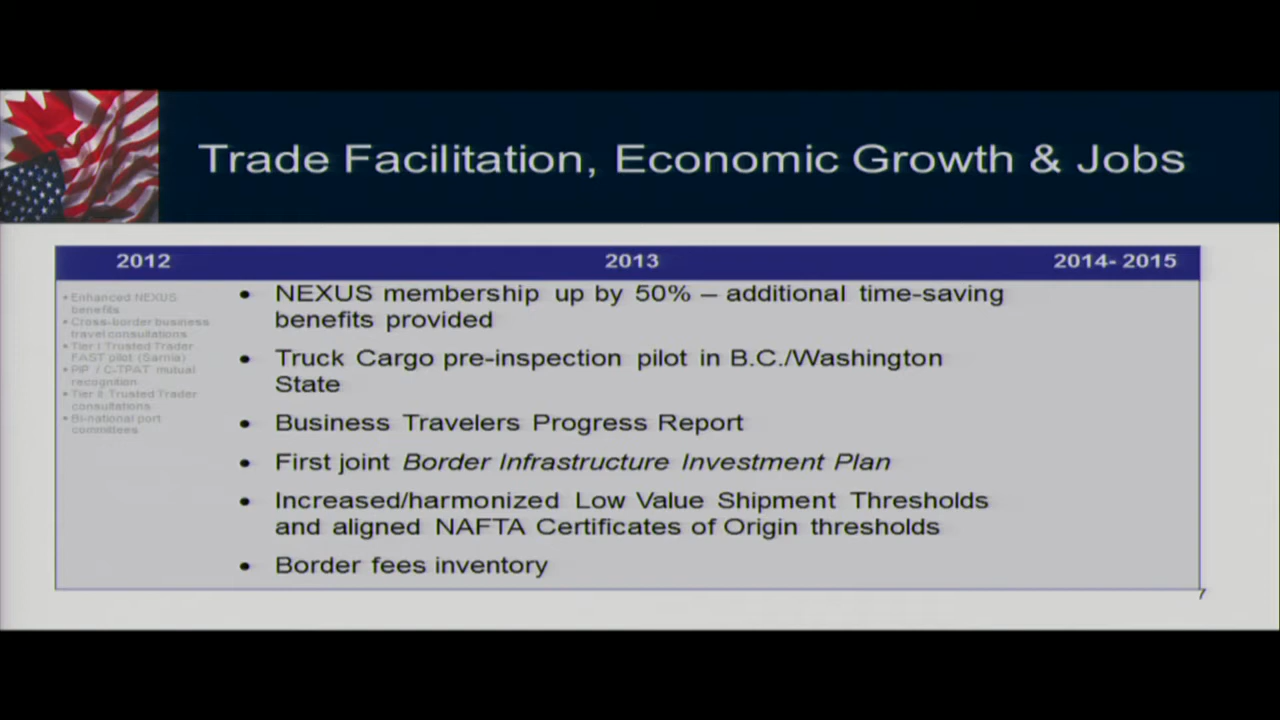 Trade Facilitation, Economic Growth & Jobs
2012 2013 2014- 2015
• Enhanced NEXUS
benefits
• Cross-border business
travel consultations
• Tier I Trusted Trader
FAST pilot (Sarnia)
• PIP / C-TPAT mutual
recognition
• Tier II Trusted Trader
consultations
• Bi-national port
committees
• NEXUS membership up by 50% – additional time-saving
benefits provided
• Truck Cargo pre-inspection pilot in B.C./Washington
State
• Business Travelers Progress Report
• First joint Border Infrastructure Investment Plan
• Increased/harmonized Low Value Shipment Thresholds
and aligned NAFTA Certificates of Origin thresholds
• Border fees inventory
7